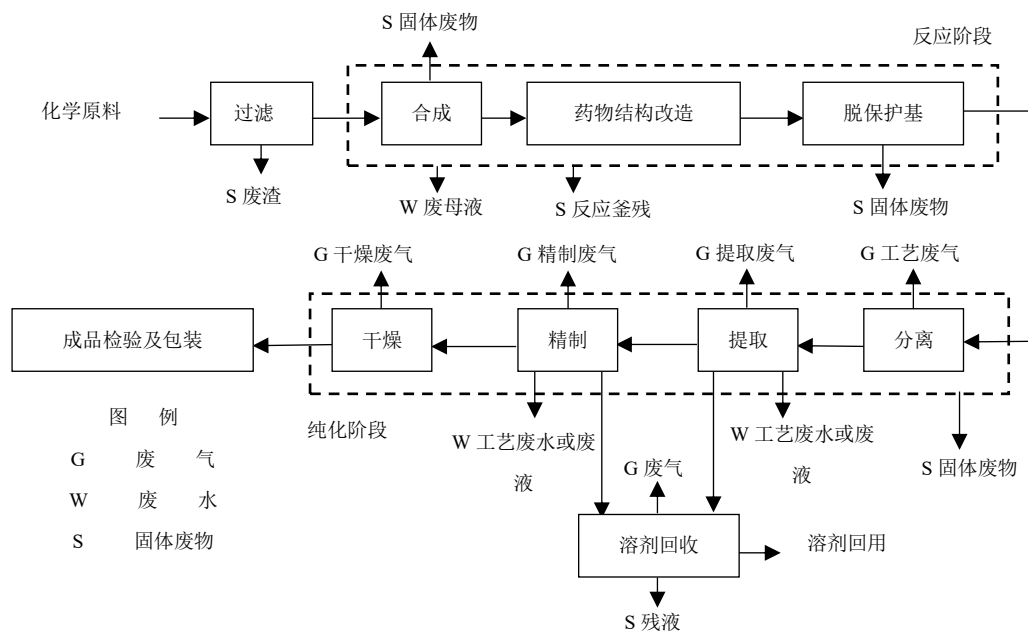 S 固体废物
反应阶段
化学原料
过滤
合成
药物结构改造
脱保护基
S 废渣
W 废母液
S 反应釜残
S 固体废物
G 干燥废气
G 精制废气
G 提取废气
G 工艺废气
成品检验及包装
干燥
精制
提取
分离
图 例
纯化阶段
W 工艺废水或废
液
W 工艺废水或废
液
S 固体废物
G 废 气
G 废气
W 废 水
S 固体废物
溶剂回收
溶剂回用
S 残液